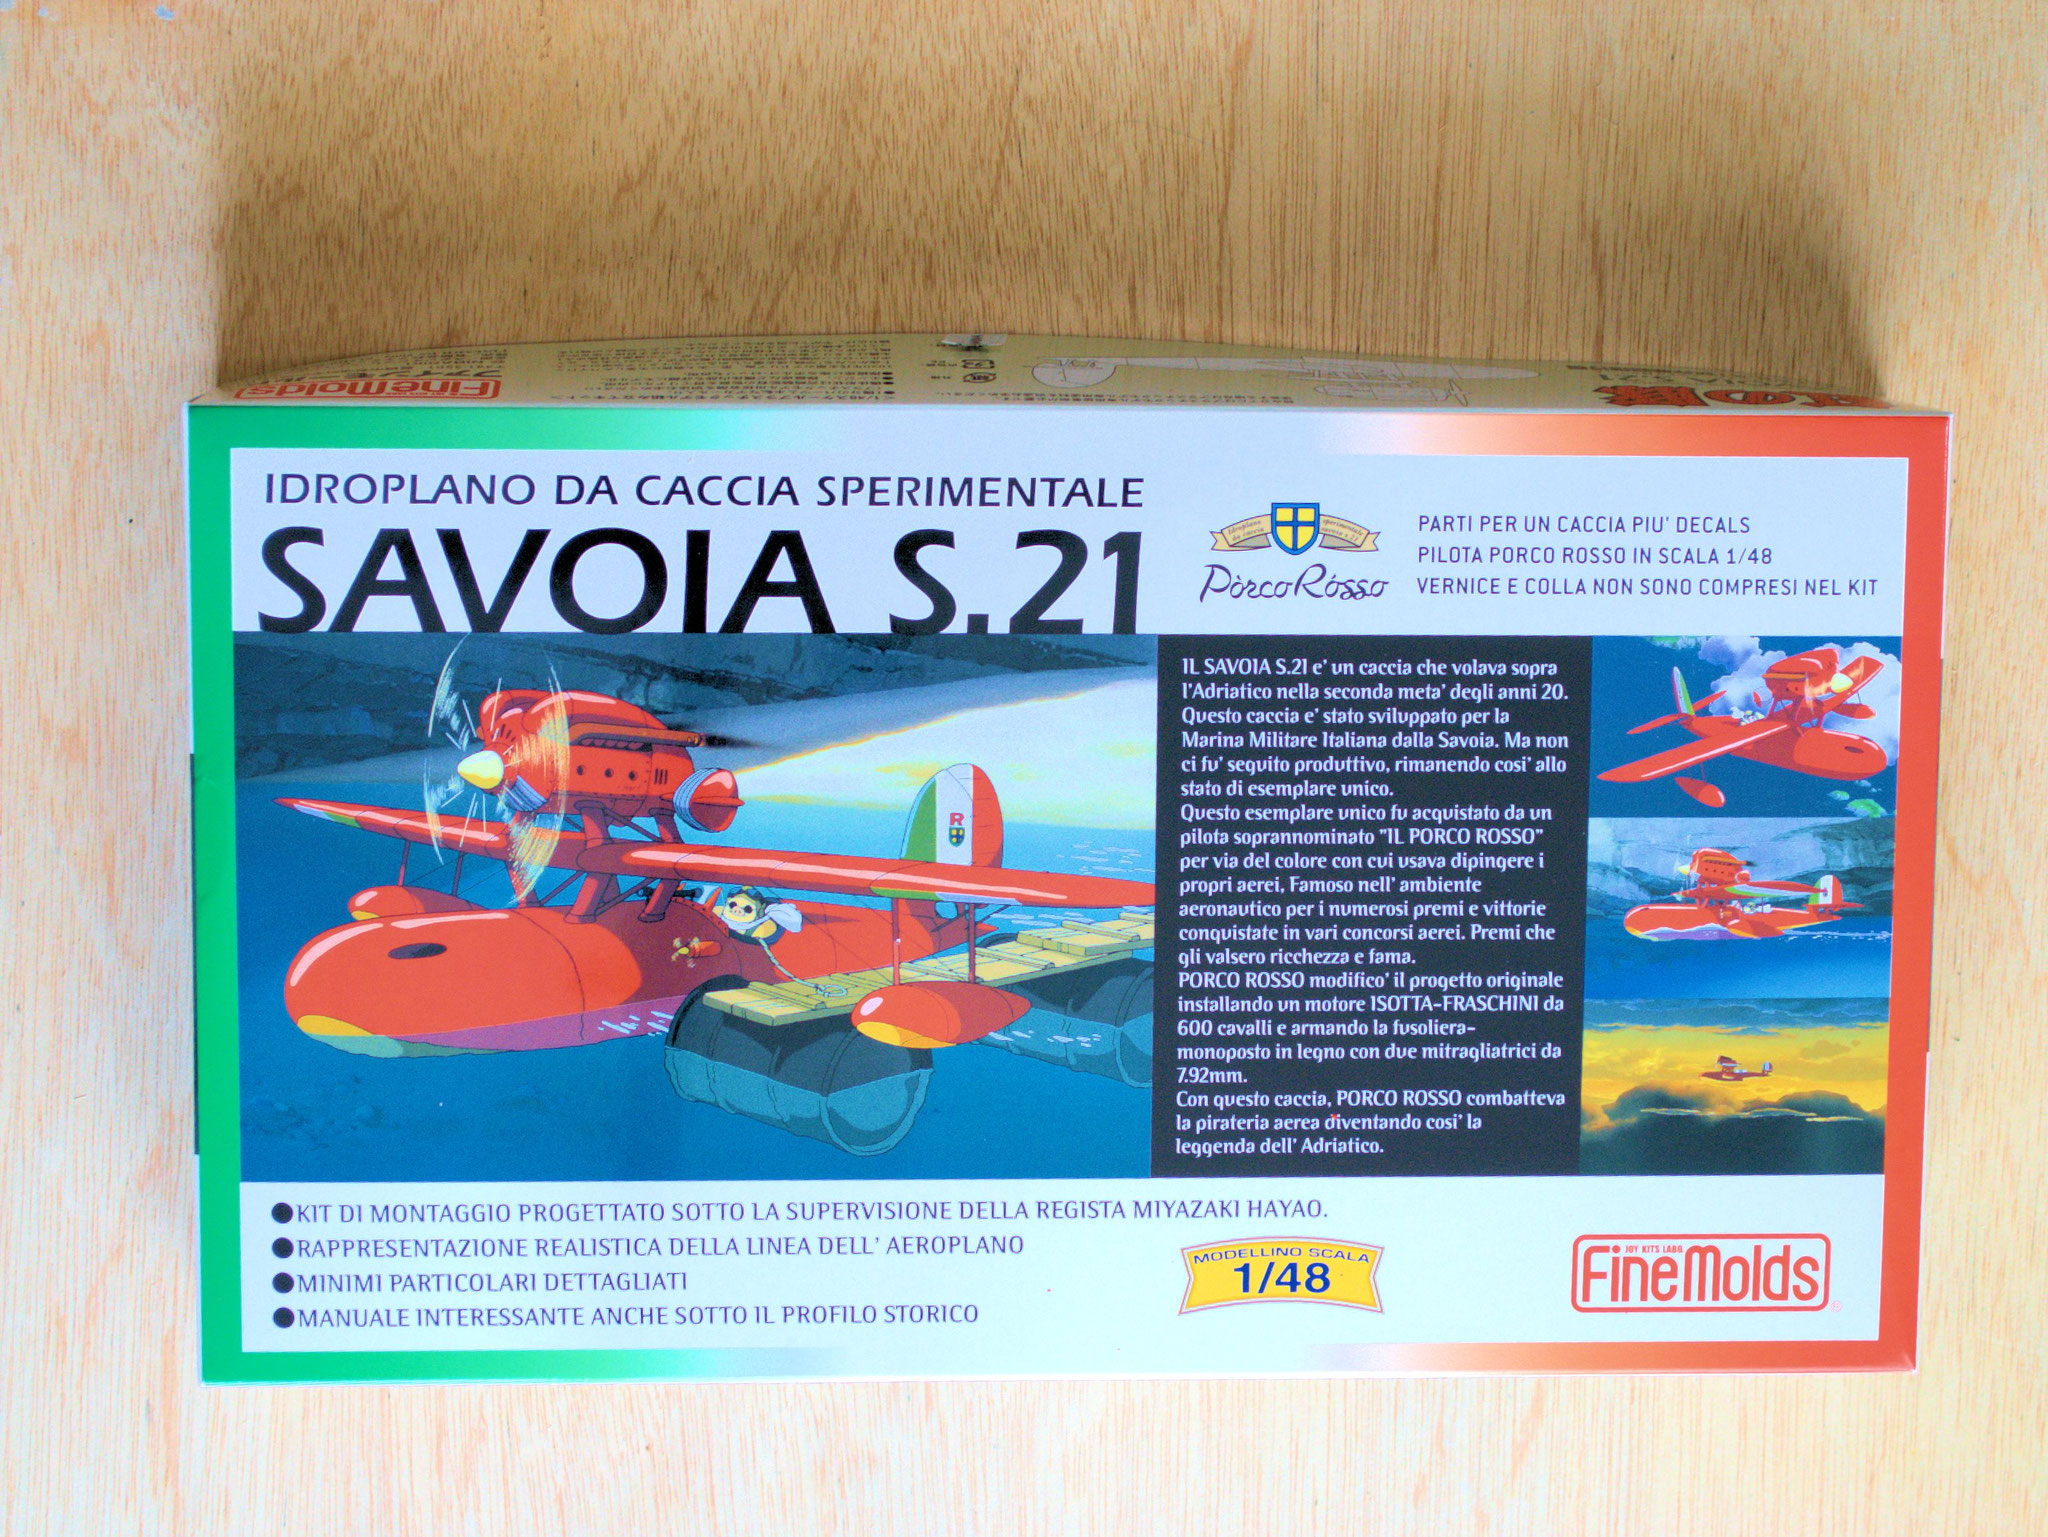 FineMolds
IDROPLANO DA CACCIA SPERIMENTALE
SAVOIA S.21
Idroplano da caccia
sperimentale savoia s.21
Pòrco Rósso
PARTI PER UN CACCIA PIU' DECALS
PILOTA PORCO ROSSO IN SCALA 1/48
VERNICE E COLLA NON SONO COMPRESI NEL KIT
R
IL SAVOIA S.21 e' un caccia che volava sopra
l'Adriatico nella seconda meta' degli anni 20.
Questo caccia e' stato sviluppato per la
Marina Militare Italiana dalla Savoia. Ma non
ci fu' seguito produttivo, rimanendo cosi' allo
stato di esemplare unico.
Questo esemplare unico fu acquistato da un
pilota soprannominato "IL PORCO ROSSO"
per via del colore con cui usava dipingere i
propri aerei, Famoso nell' ambiente
aeronautico per i numerosi premi e vittorie
conquistate in vari concorsi aerei. Premi che
gli valsero ricchezza e fama.
PORCO ROSSO modifico' il progetto originale
installando un motore ISOTTA-FRASCHINI da
600 cavalli e armando la fusoliera-
monoposto in legno con due mitragliatrici da
7.92mm.
Con questo caccia, PORCO ROSSO combatteva
la pirateria aerea diventando cosi' la
leggenda dell' Adriatico.
●KIT DI MONTAGGIO PROGETTATO SOTTO LA SUPERVISIONE DELLA REGISTA MIYAZAKI HAYAO.
●RAPPRESENTAZIONE REALISTICA DELLA LINEA DELL' AEROPLANO
●MINIMI PARTICOLARI DETTAGLIATI
●MANUALE INTERESSANTE ANCHE SOTTO IL PROFILO STORICO
MODELLINO SCALA
1/48
JOY KITS LABO.
FineMolds®